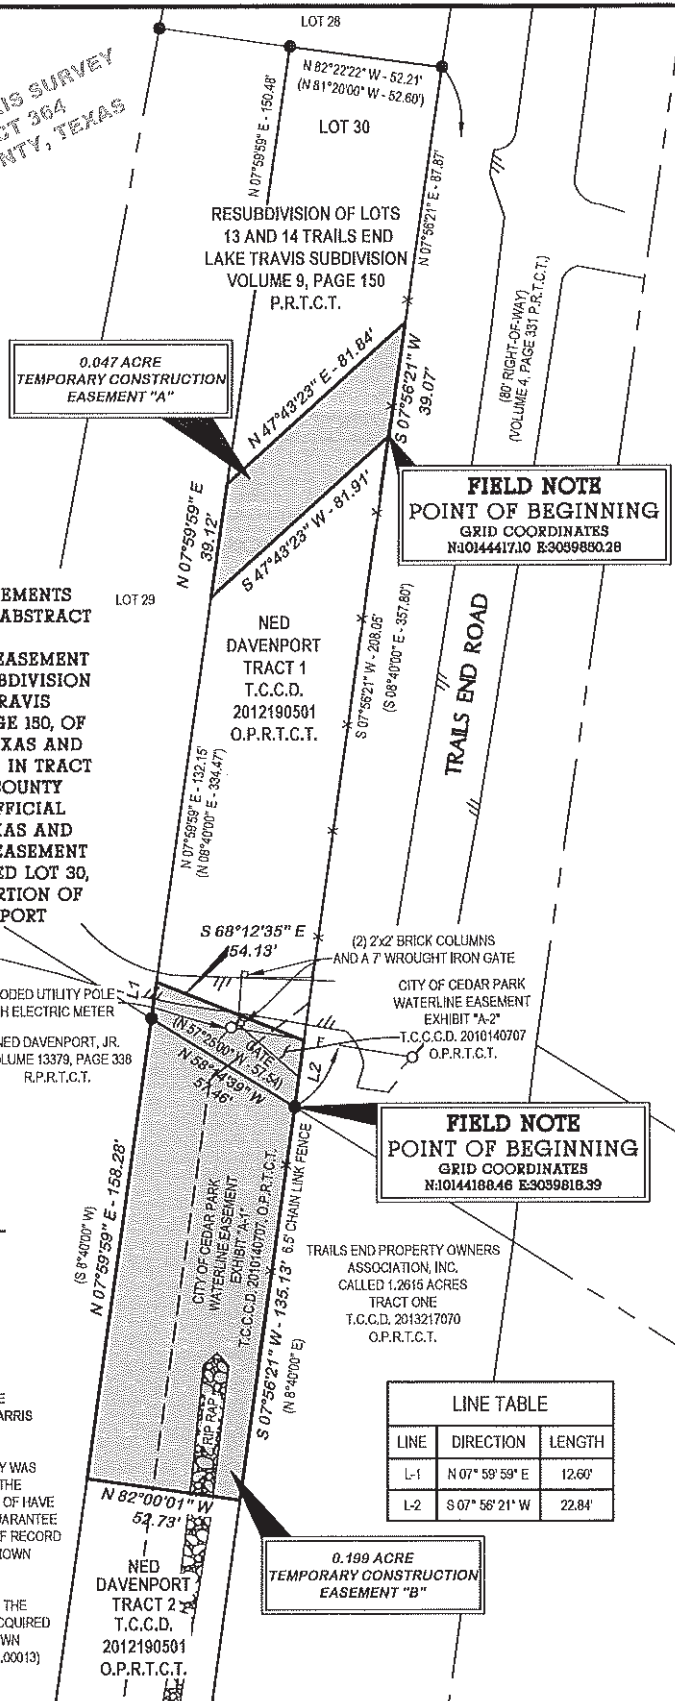 LOT 28
N 82°22'22" W - 52.21'
(N 81°20'00" W - 52.60')
IS SURVEY
CT 364
NTY, TEXAS
N 07°59'59" E - 150.48'
LOT 30
N 07°56'21" E - 87.87'
RESUBDIVISION OF LOTS
13 AND 14 TRAILS END
LAKE TRAVIS SUBDIVISION
VOLUME 9, PAGE 150
P.R.T.C.T.
(80' RIGHT-OF-WAY)
(VOLUME 4, PAGE 331 P.R.T.C.T.)
0.047 ACRE
TEMPORARY CONSTRUCTION
EASEMENT "A"
N 47°43'23" E - 81.84'
S 07°56'21" W
39.07'
N 07°59'59" E
39.12'
S 47°43'23" W - 81.91'
FIELD NOTE
POINT OF BEGINNING
GRID COORDINATES
N:10144417.10 E:3059850.28
LOT 29
EMENTS
ABSTRACT
EASEMENT
BDIVISION
RAVIS
GE 150, OF
XAS AND
IN TRACT
COUNTY
FFICIAL
XAS AND
EASEMENT
ED LOT 30,
RTION OF
PORT
NED
DAVENPORT
TRACT 1
T.C.C.D.
2012190501
O.P.R.T.C.T.
S 07°56'21" W - 208.05'
(S 08°40'00" E - 357.80')
TRAILS END ROAD
N 07°59'59" E - 132.15'
(N 08°40'00" E - 334.47')
S 68°12'35" E
54.13'
(2) 2'x2' BRICK COLUMNS
AND A 7' WROUGHT IRON GATE
CITY OF CEDAR PARK
WATERLINE EASEMENT
EXHIBIT "A-2"
T.C.C.D. 2010140707
O.P.R.T.C.T.
L1
ODED UTILITY POLE
H ELECTRIC METER
NED DAVENPORT, JR.
OLUME 13379, PAGE 338
R.P.R.T.C.T.
(N 57°25'00" W - 57.54)
N 58°14'39" W
57.46'
GATE
L2
FIELD NOTE
POINT OF BEGINNING
GRID COORDINATES
N:10144188.46 E:3059818.39
N 07°59'59" E - 158.28'
(S 8°40'00" W)
CITY OF CEDAR PARK
WATERLINE EASEMENT
EXHIBIT "A-1"
T.C.C.D. 2010140707, O.P.R.T.C.T.
6.5' CHAIN LINK FENCE
S 07°56'21" W - 135.13'
(N 8°40'00" E)
TRAILS END PROPERTY OWNERS
ASSOCIATION, INC.
CALLED 1.2615 ACRES
TRACT ONE
T.C.C.D. 2013217070
O.P.R.T.C.T.
RIP RAP
LINE TABLE
LINE DIRECTION LENGTH
L-1 N 07° 59' 59" E 12.60'
L-2 S 07° 56' 21" W 22.84'
E
ARRIS
Y WAS
THE
OF HAVE
UARANTEE
F RECORD
HOWN
N 82°00'01" W
52.73'
0.199 ACRE
TEMPORARY CONSTRUCTION
EASEMENT "B"
NED
DAVENPORT
TRACT 2
T.C.C.D.
2012190501
O.P.R.T.C.T.
THE
CQUIRED
WN
.00013)